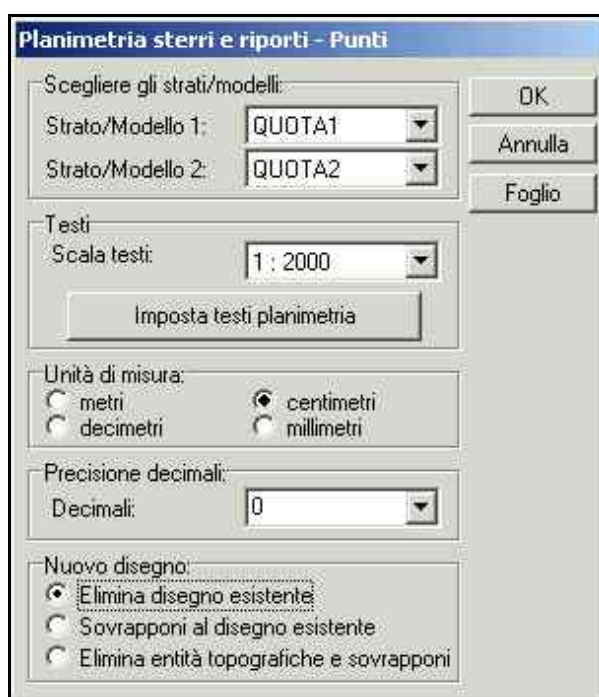 Planimetria sterri e riporti - Punti
Scegliere gli strati/modelli:
Strato/Modello 1: QUOTA1
Strato/Modello 2: QUOTA2
OK
Annulla
Foglio
Testi
Scala testi: 1 : 2000
Imposta testi planimetria
Unità di misura:
metri centimetri
decimetri millimetri
Precisione decimali:
Decimali: 0
Nuovo disegno:
Elimina disegno esistente
Sovrapponi al disegno esistente
Elimina entità topografiche e sovrapponi